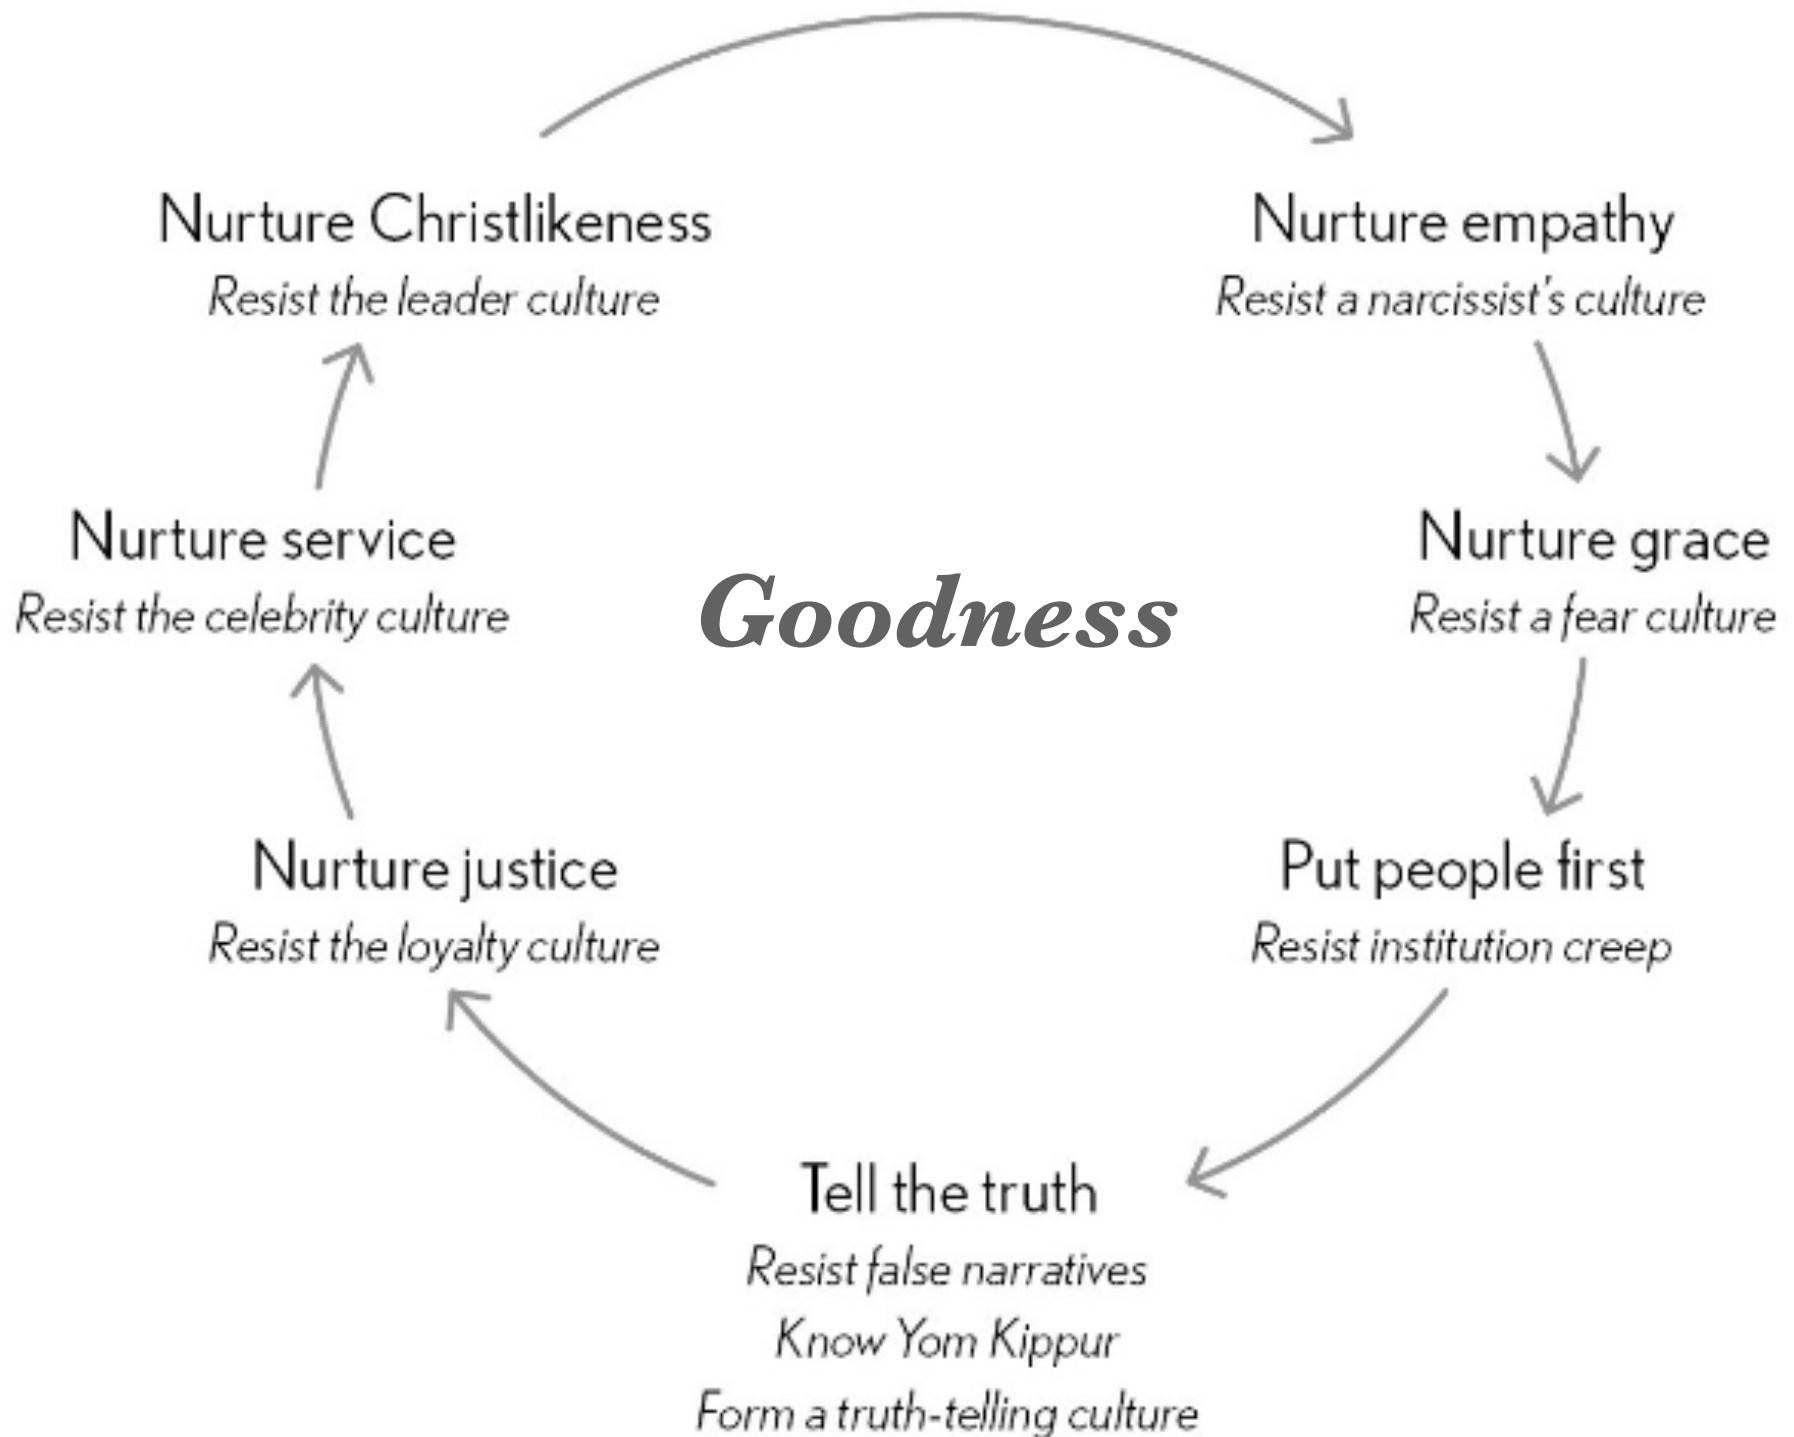 Nurture Christlikeness
Resist the leader culture
Nurture empathy
Resist a narcissist's culture
Nurture grace
Resist a fear culture
Put people first
Resist institution creep
Tell the truth
Resist false narratives
Know Yom Kippur
Form a truth-telling culture
Nurture justice
Resist the loyalty culture
Nurture service
Resist the celebrity culture
Goodness